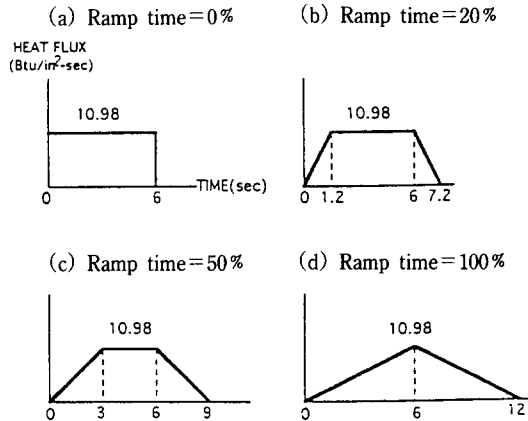 (a) Ramp time=0%
HEAT FLUX
(Btu/in²-sec)
10.98
0
6
TIME(sec)
(b) Ramp time=20%
10.98
0 1.2 6 7.2
(c) Ramp time=50%
10.98
0 3 6 9
(d) Ramp time=100%
10.98
0 6 12